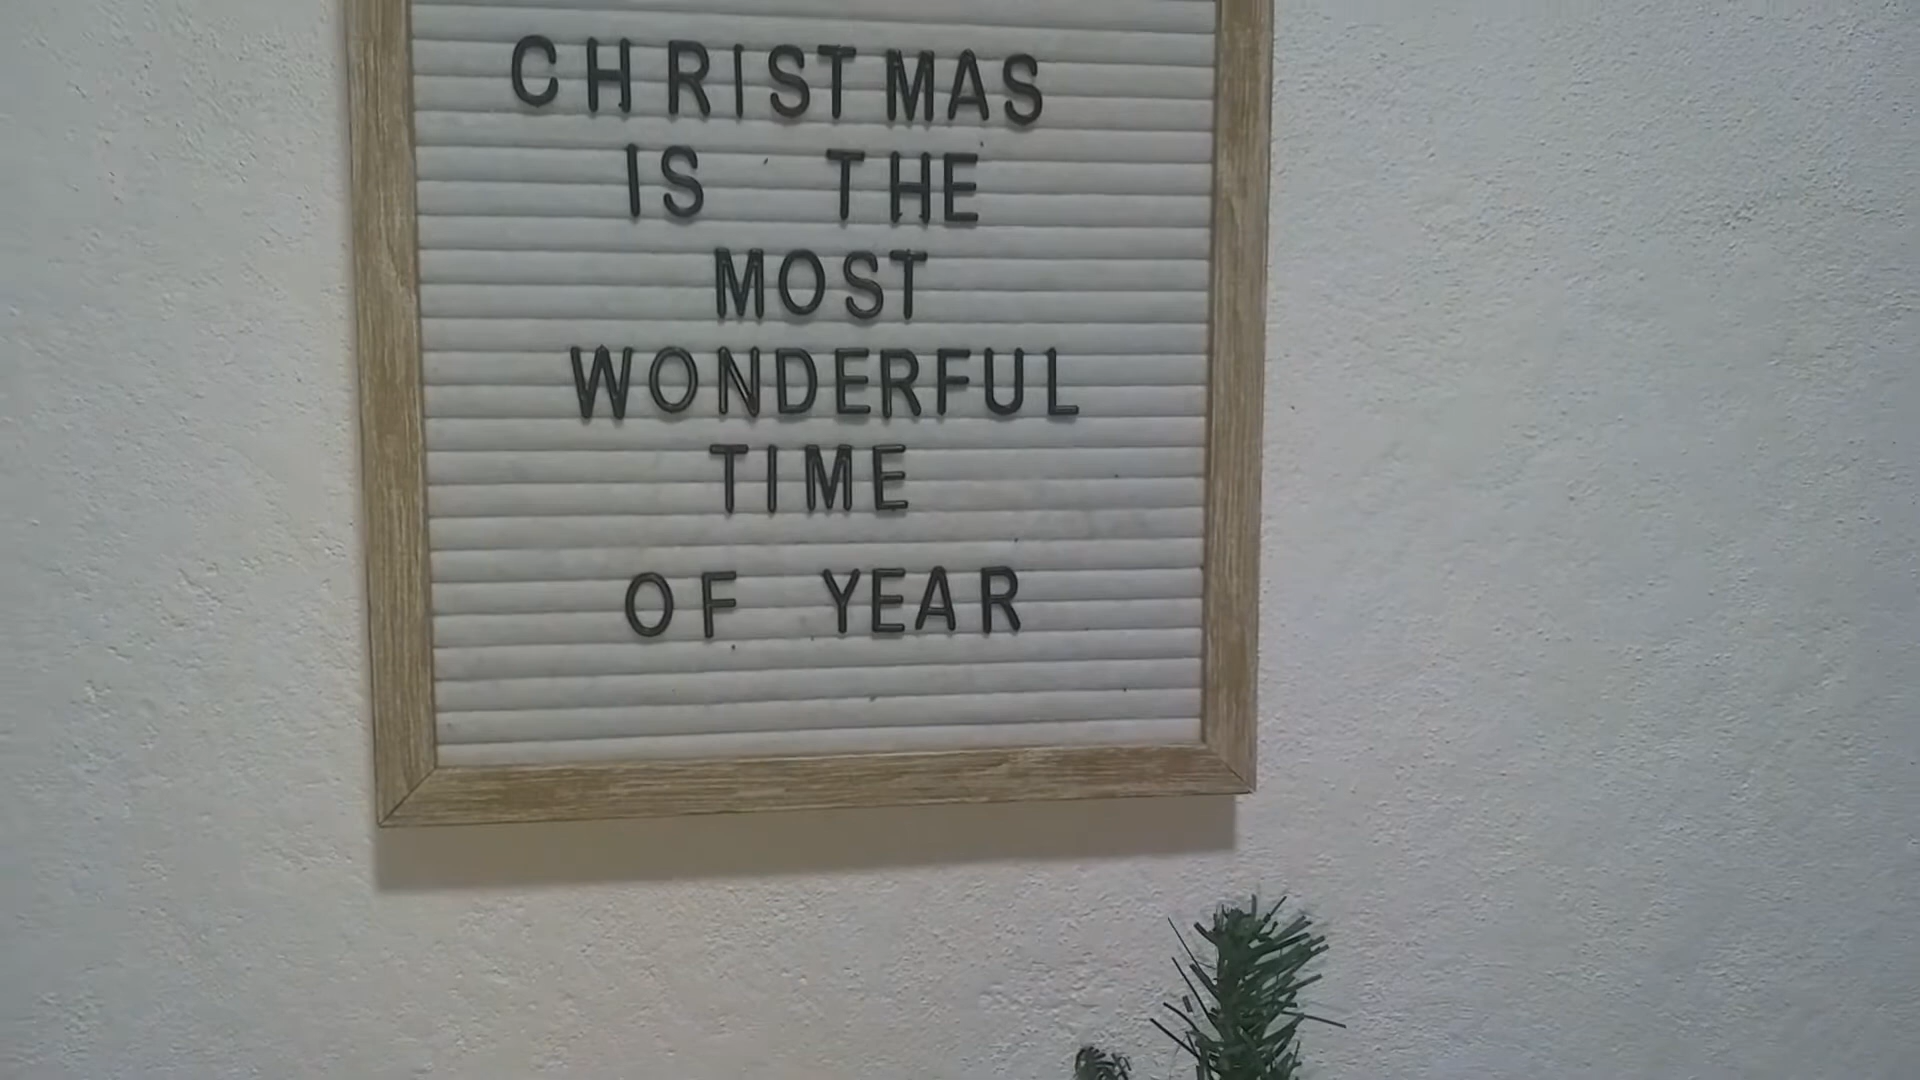 CHRISTMAS
IS THE
MOST
WONDERFUL
TIME
OF YEAR